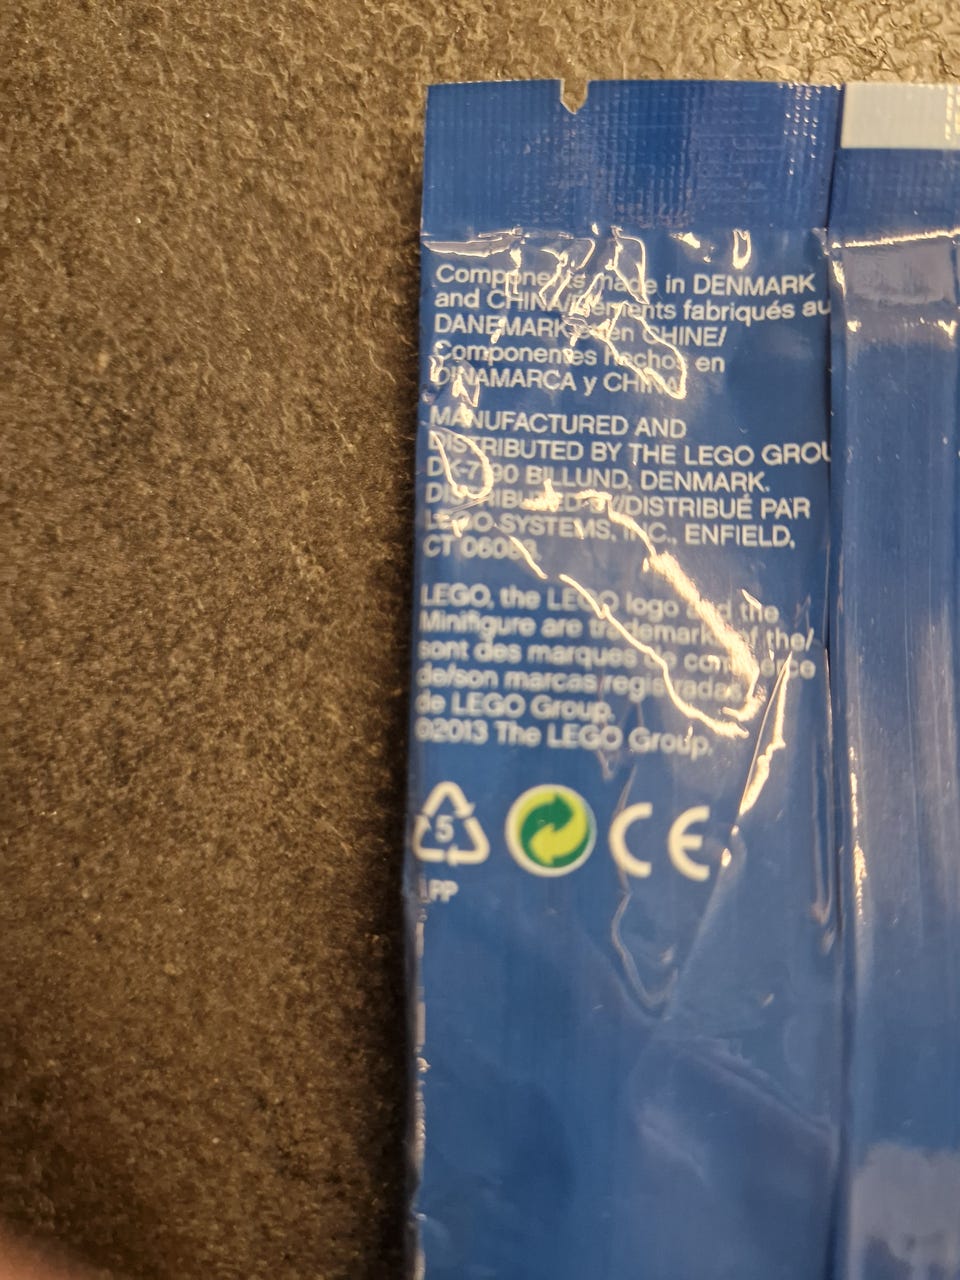 Components made in DENMARK
and CHINA/Eléments fabriqués au
DANEMARK et en CHINE/
Componentes hechos en
DINAMARCA y CHINA
MANUFACTURED AND
DISTRIBUTED BY THE LEGO GROU
DK-7190 BILLUND, DENMARK.
DISTRIBUTED BY/DISTRIBUÉ PAR
LEGO SYSTEMS, INC., ENFIELD,
CT 06083.
LEGO, the LEGO logo and the
Minifigure are trademarks of the/
sont des marques de commerce
de/son marcas registradas
de LEGO Group.
©2013 The LEGO Group.
5
CE